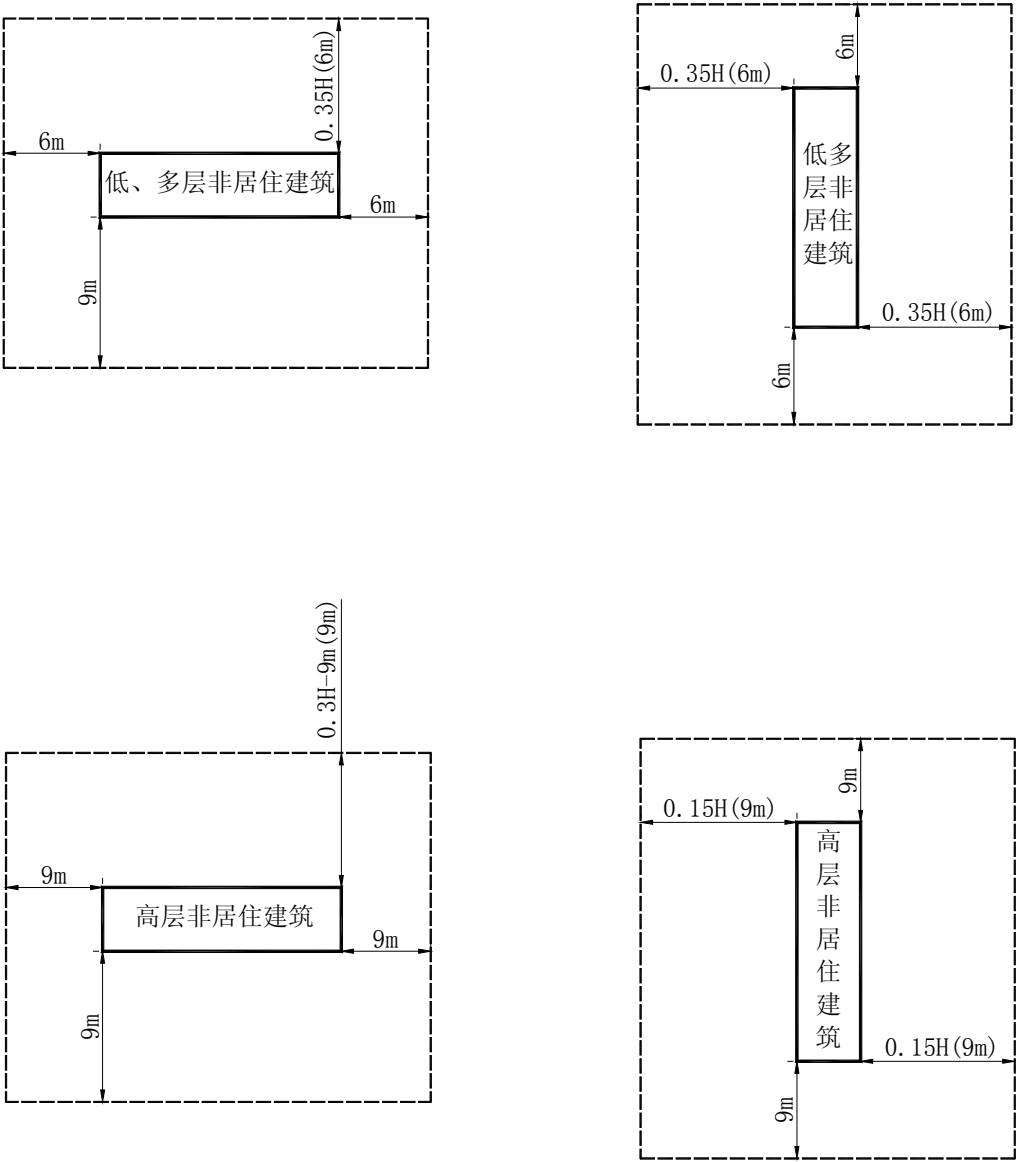 0.35H(6m)
6m
低、多层非居住建筑
6m
9m
6m
0.35H(6m)
低多
层非
居住
建筑
0.35H(6m)
6m
0.3H-9m(9m)
9m
高层非居住建筑
9m
9m
9m
0.15H(9m)
高
层
非
居
住
建
筑
0.15H(9m)
9m